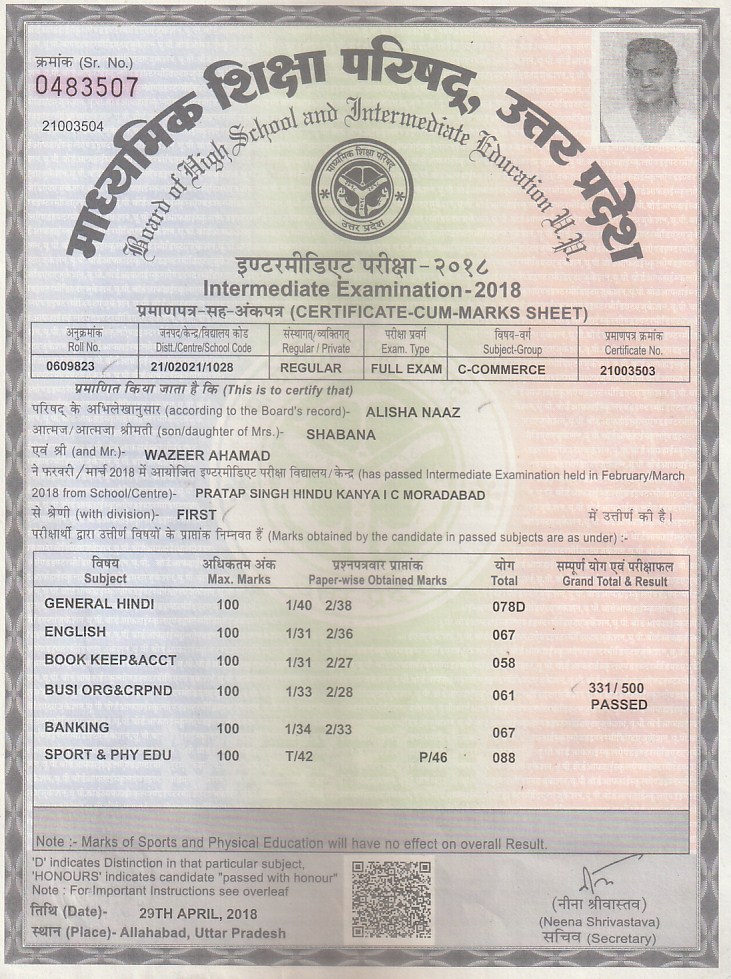 क्रमांक (Sr. No.)
0483507
21003504
माध्यमिक शिक्षा परिषद्, उत्तर प्रदेश
Board of High School and Intermediate Education U.P.
माध्यमिक शिक्षा परिषद
उत्तर प्रदेश
इण्टरमीडिएट परीक्षा - २०१८
Intermediate Examination - 2018
प्रमाणपत्र-सह-अंकपत्र (CERTIFICATE-CUM-MARKS SHEET)
अनुक्रमांक जनपद/केन्द्र/विद्यालय कोड संस्थागत/व्यक्तिगत परीक्षा प्रवर्ग विषय-वर्ग प्रमाणपत्र क्रमांक
Roll No. Distt./Centre/School Code Regular / Private Exam. Type Subject-Group Certificate No.
0609823 21/02021/1028 REGULAR FULL EXAM C-COMMERCE 21003503
प्रमाणित किया जाता है कि (This is to certify that)
परिषद् के अभिलेखानुसार (according to the Board's record)- ALISHA NAAZ
आत्मज/आत्मजा श्रीमती (son/daughter of Mrs.)- SHABANA
एवं श्री (and Mr.)- WAZEER AHAMAD
ने फरवरी/मार्च 2018 में आयोजित इण्टरमीडिएट परीक्षा विद्यालय/केन्द्र (has passed Intermediate Examination held in February/March
2018 from School/Centre)- PRATAP SINGH HINDU KANYA I C MORADABAD
से श्रेणी (with division)- FIRST में उत्तीर्ण की है।
परीक्षार्थी द्वारा उत्तीर्ण विषयों के प्राप्तांक निम्नवत हैं (Marks obtained by the candidate in passed subjects are as under) :-
विषय अधिकतम अंक प्रश्नपत्रवार प्राप्तांक योग सम्पूर्ण योग एवं परीक्षाफल
Subject Max. Marks Paper-wise Obtained Marks Total Grand Total & Result
GENERAL HINDI 100 1/40 2/38 078D
ENGLISH 100 1/31 2/36 067
BOOK KEEP&ACCT 100 1/31 2/27 058
BUSI ORG&CRPND 100 1/33 2/28 061 331/500
PASSED
BANKING 100 1/34 2/33 067
SPORT & PHY EDU 100 T/42 P/46 088
Note :- Marks of Sports and Physical Education will have no effect on overall Result.
'D' indicates Distinction in that particular subject,
'HONOURS' indicates candidate "passed with honour"
Note : For Important Instructions see overleaf
तिथि (Date)- 29TH APRIL, 2018
स्थान (Place)- Allahabad, Uttar Pradesh
(नीना श्रीवास्तव)
(Neena Shrivastava)
सचिव (Secretary)